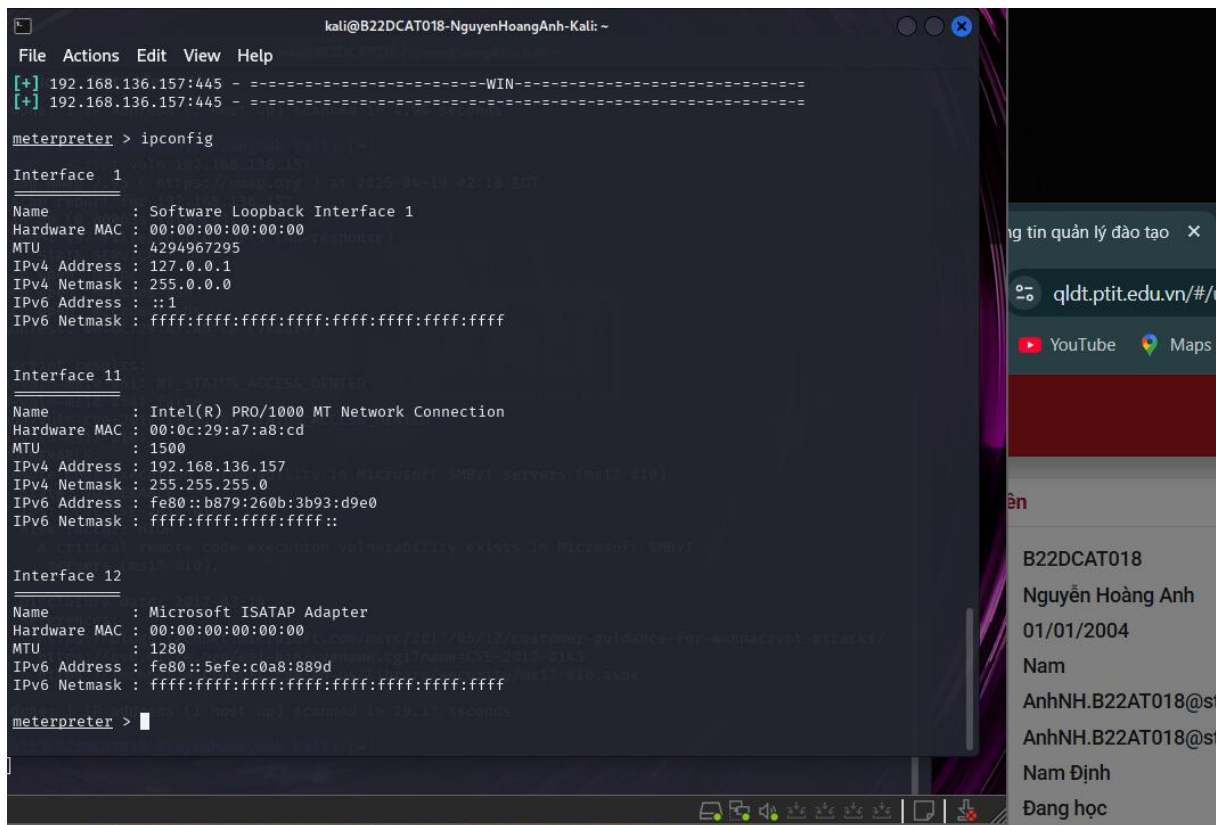 kali@B22DCAT018-NguyenHoangAnh-Kali: ~
File Actions Edit View Help
[+] 192.168.136.157:445 - =-=-=-=-=-=-=-=-=-=-=-=-=-WIN-=-=-=-=-=-=-=-=-=-=-=-=-=-=-=-=
[+] 192.168.136.157:445 - =-=-=-=-=-=-=-=-=-=-=-=-=-=-=-=-=-=-=-=-=-=-=-=-=-=-=-=-=-=-=
meterpreter > ipconfig
Interface 1
============
Name : Software Loopback Interface 1
Hardware MAC : 00:00:00:00:00:00
MTU : 4294967295
IPv4 Address : 127.0.0.1
IPv4 Netmask : 255.0.0.0
IPv6 Address : ::1
IPv6 Netmask : ffff:ffff:ffff:ffff:ffff:ffff:ffff:ffff
Interface 11
============
Name : Intel(R) PRO/1000 MT Network Connection
Hardware MAC : 00:0c:29:a7:a8:cd
MTU : 1500
IPv4 Address : 192.168.136.157
IPv4 Netmask : 255.255.255.0
IPv6 Address : fe80::b879:260b:3b93:d9e0
IPv6 Netmask : ffff:ffff:ffff:ffff::
Interface 12
============
Name : Microsoft ISATAP Adapter
Hardware MAC : 00:00:00:00:00:00
MTU : 1280
IPv6 Address : fe80::5efe:c0a8:889d
IPv6 Netmask : ffff:ffff:ffff:ffff:ffff:ffff:ffff:ffff
meterpreter >
ng tin quản lý đào tạo
qldt.ptit.edu.vn/#/
YouTube Maps
ên
B22DCAT018
Nguyễn Hoàng Anh
01/01/2004
Nam
AnhNH.B22AT018@st
AnhNH.B22AT018@st
Nam Định
Đang học